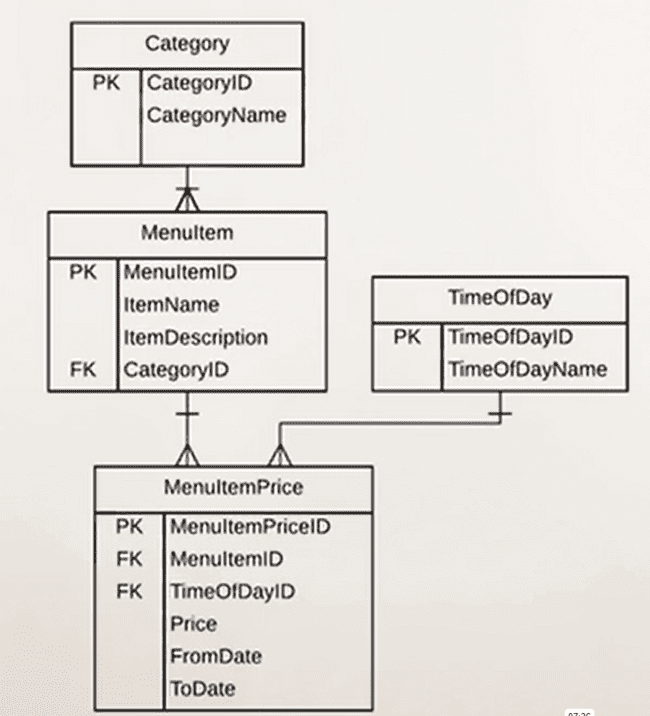 Category
PK CategoryID
CategoryName
MenuItem
PK MenuItemID
ItemName
ItemDescription
FK CategoryID
TimeOfDay
PK TimeOfDayID
TimeOfDayName
MenuItemPrice
PK MenuItemPriceID
FK MenuItemID
FK TimeOfDayID
Price
FromDate
ToDate